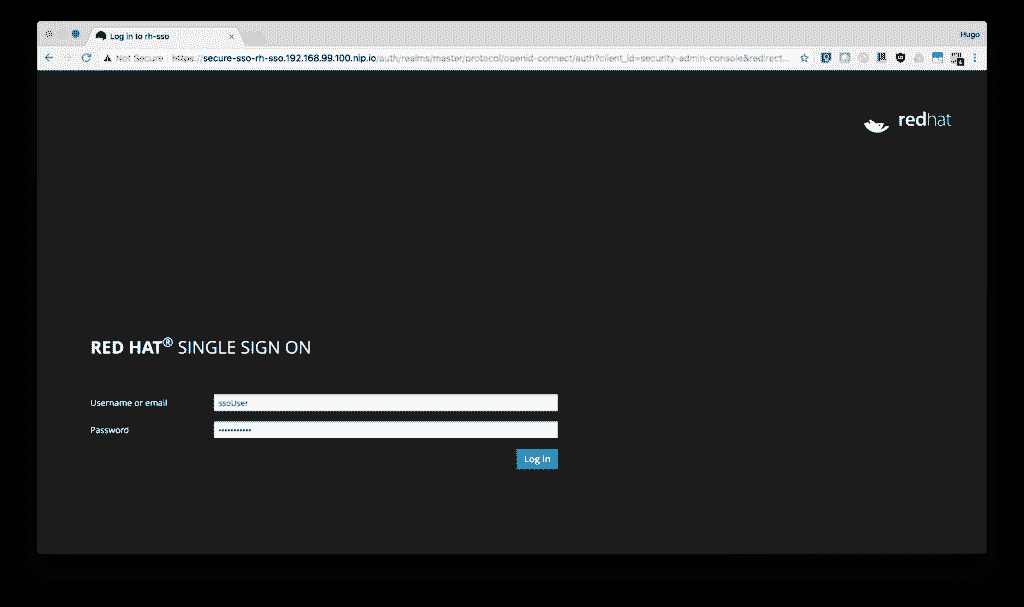 Log in to rh-sso
Hugo
Not Secure https://secure-sso-rh-sso.192.168.99.100.nip.io/auth/realms/master/protocol/openid-connect/auth?client_id=security-admin-console&redirect...
redhat
RED HAT® SINGLE SIGN ON
Username or email ssoUser
Password •••••••••••
Log in